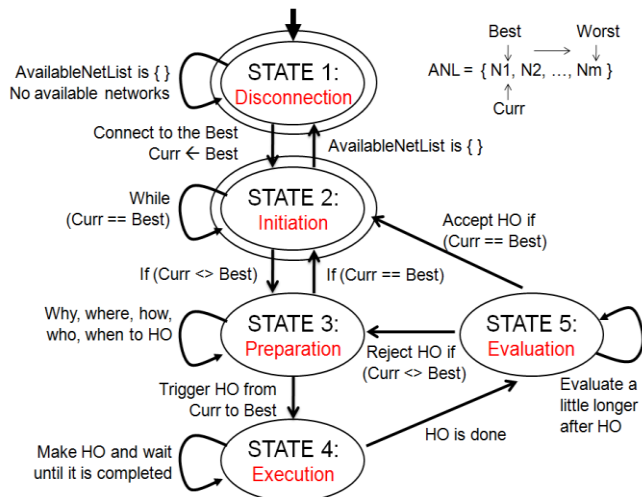 Best
Worst
ANL = { N1, N2, ..., Nm }
Curr
STATE 1:
Disconnection
AvailableNetList is { }
No available networks
Connect to the Best
Curr ← Best
AvailableNetList is { }
STATE 2:
Initiation
While
(Curr == Best)
Accept HO if
(Curr == Best)
If (Curr <> Best)
If (Curr == Best)
Why, where, how,
who, when to HO
STATE 3:
Preparation
Reject HO if
(Curr <> Best)
STATE 5:
Evaluation
Evaluate a
little longer
after HO
Trigger HO from
Curr to Best
HO is done
Make HO and wait
until it is completed
STATE 4:
Execution